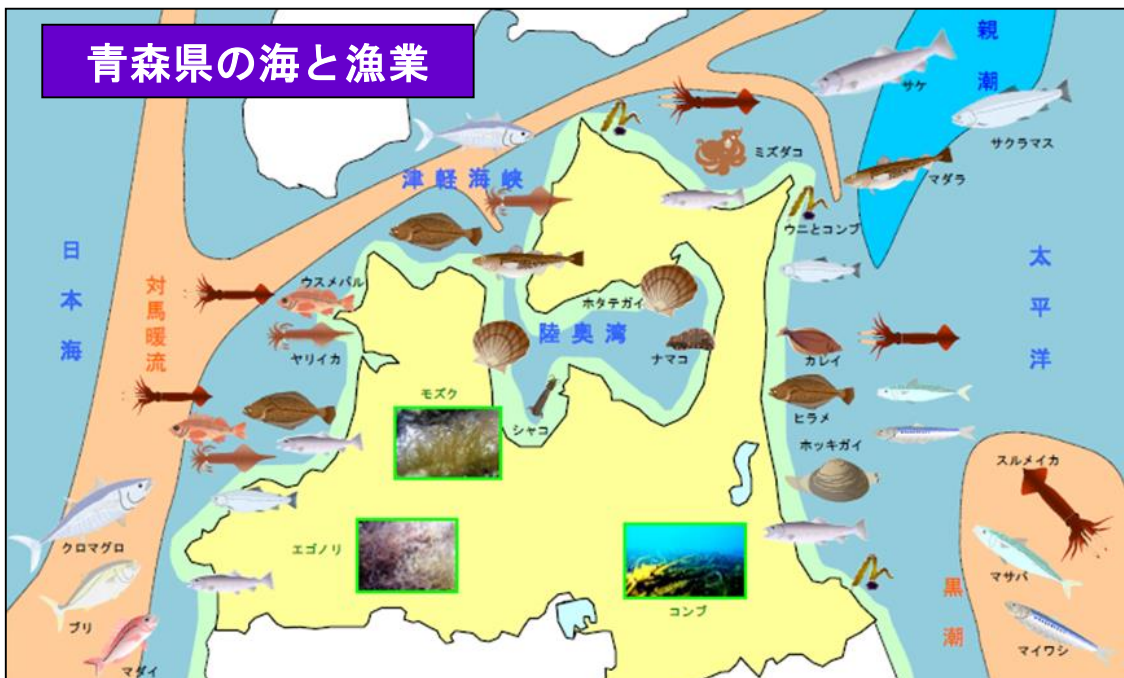 青森県の海と漁業
親潮
サケ
サクラマス
ミズダコ
マダラ
津軽海峡
ウニとコンブ
日本海
対馬暖流
太平洋
ウスメバル
ホタテガイ
陸奥湾
ヤリイカ
ナマコ
カレイ
モズク
シャコ
ヒラメ
ホッキガイ
スルメイカ
クロマグロ
エゴノリ
マサバ
ブリ
コンブ
黒潮
マイワシ
マダイ